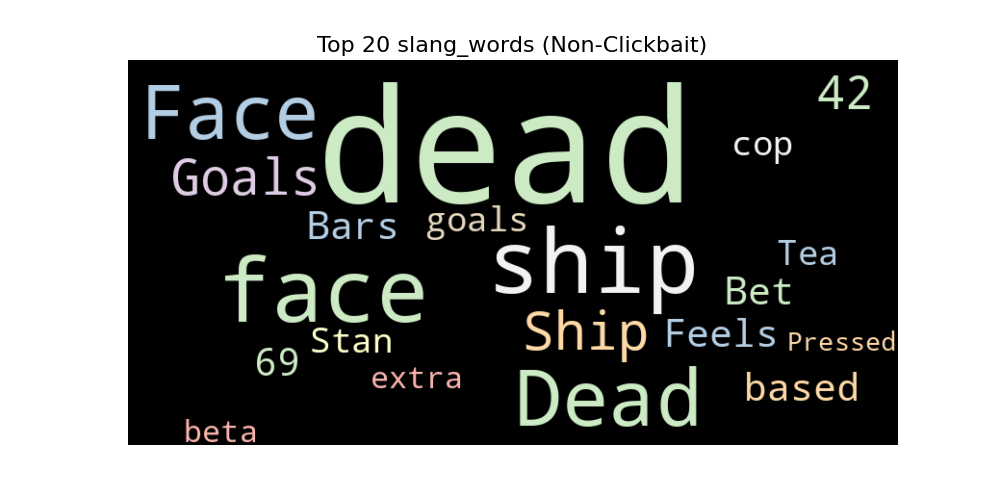 Top 20 slang_words (Non-Clickbait)
Face
dead
42
cop
Goals
Bars
goals
ship
Tea
face
Bet
Ship
Feels
Pressed
Stan
69
extra
Dead
based
beta